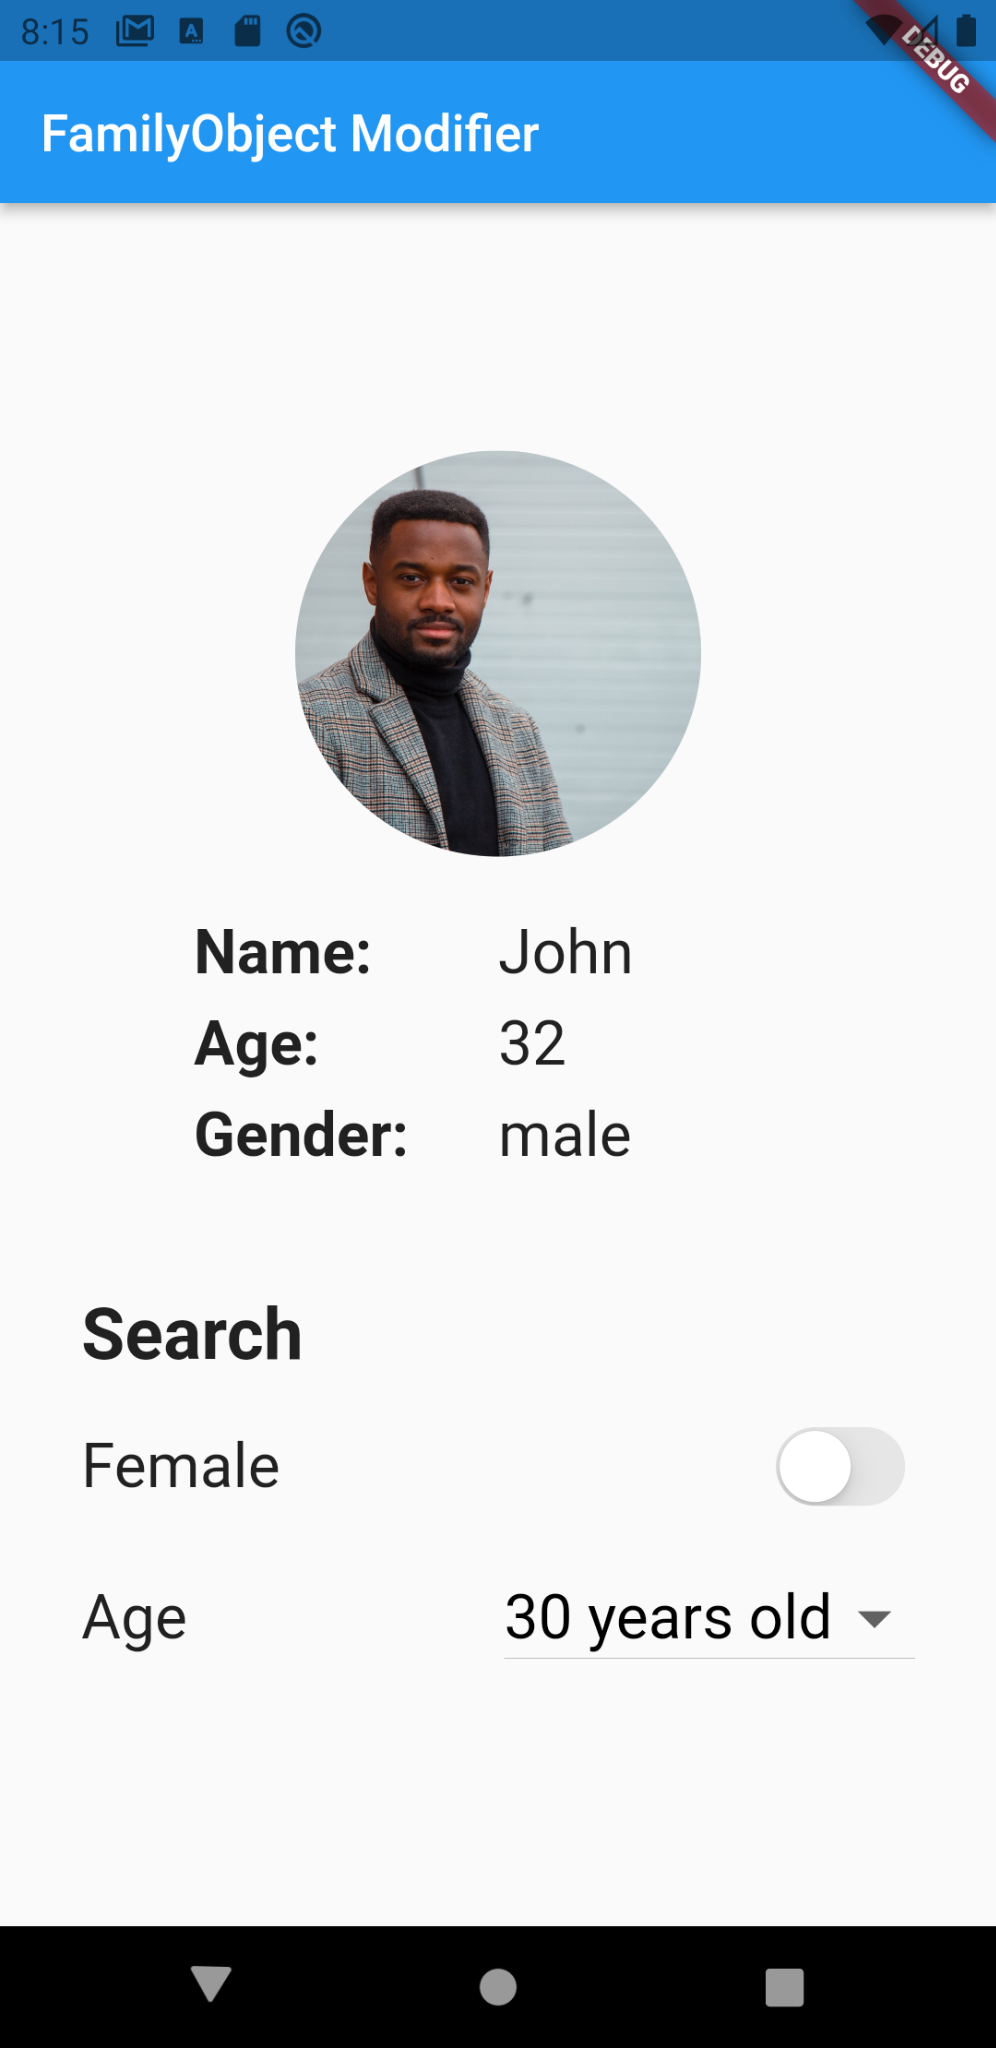 8:15
DEBUG
FamilyObject Modifier
Name: John
Age: 32
Gender: male
Search
Female
Age 30 years old